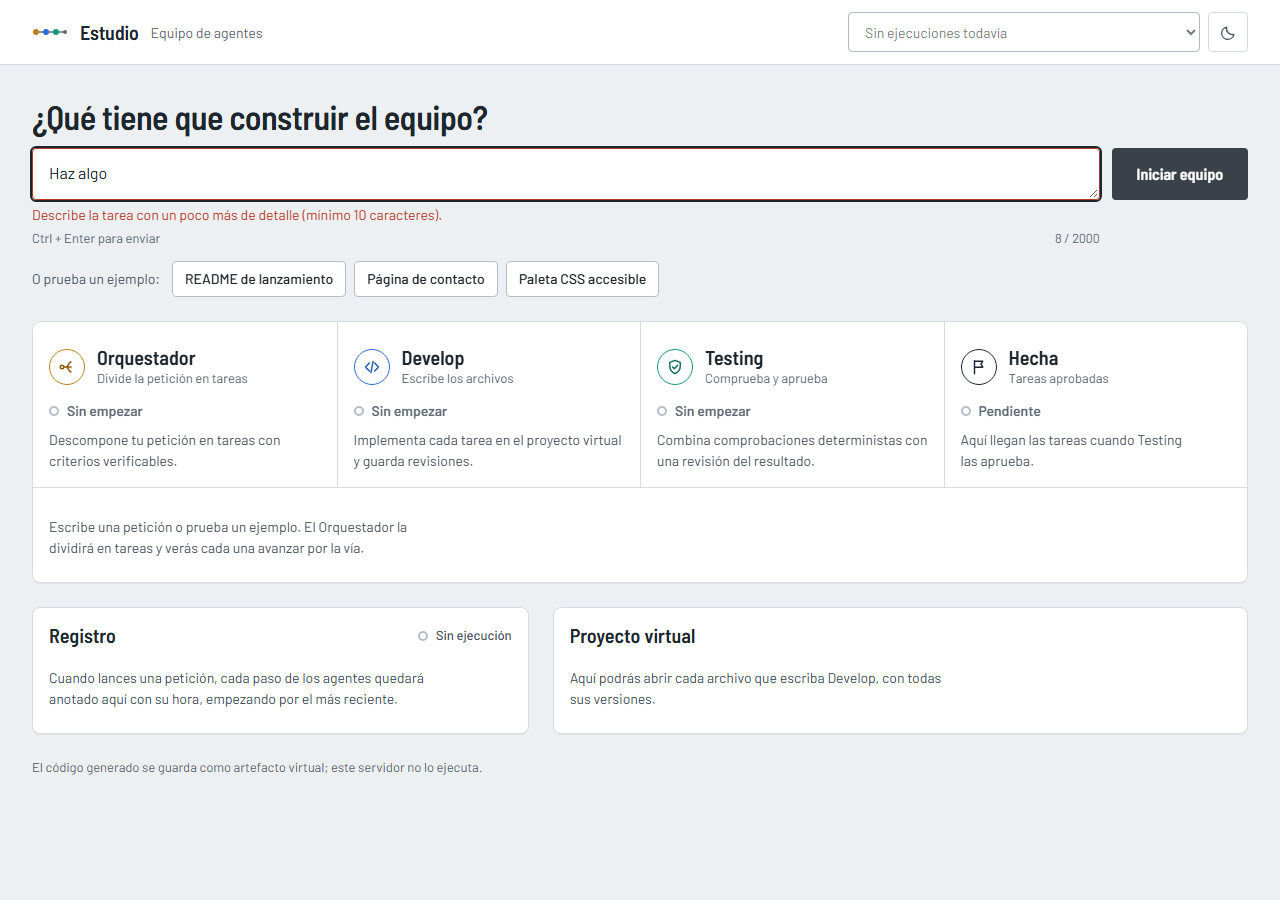 Estudio
Equipo de agentes
Sin ejecuciones todavía
¿Qué tiene que construir el equipo?
Haz algo
Iniciar equipo
Describe la tarea con un poco más de detalle (mínimo 10 caracteres).
Ctrl + Enter para enviar
8 / 2000
O prueba un ejemplo:
README de lanzamiento
Página de contacto
Paleta CSS accesible
Orquestador
Divide la petición en tareas
Sin empezar
Descompone tu petición en tareas con
criterios verificables.
Develop
Escribe los archivos
Sin empezar
Implementa cada tarea en el proyecto virtual
y guarda revisiones.
Testing
Comprueba y aprueba
Sin empezar
Combina comprobaciones deterministas con
una revisión del resultado.
Hecha
Tareas aprobadas
Pendiente
Aquí llegan las tareas cuando Testing
las aprueba.
Escribe una petición o prueba un ejemplo. El Orquestador la
dividirá en tareas y verás cada una avanzar por la vía.
Registro
Sin ejecución
Cuando lances una petición, cada paso de los agentes quedará
anotado aquí con su hora, empezando por el más reciente.
Proyecto virtual
Aquí podrás abrir cada archivo que escriba Develop, con todas
sus versiones.
El código generado se guarda como artefacto virtual; este servidor no lo ejecuta.